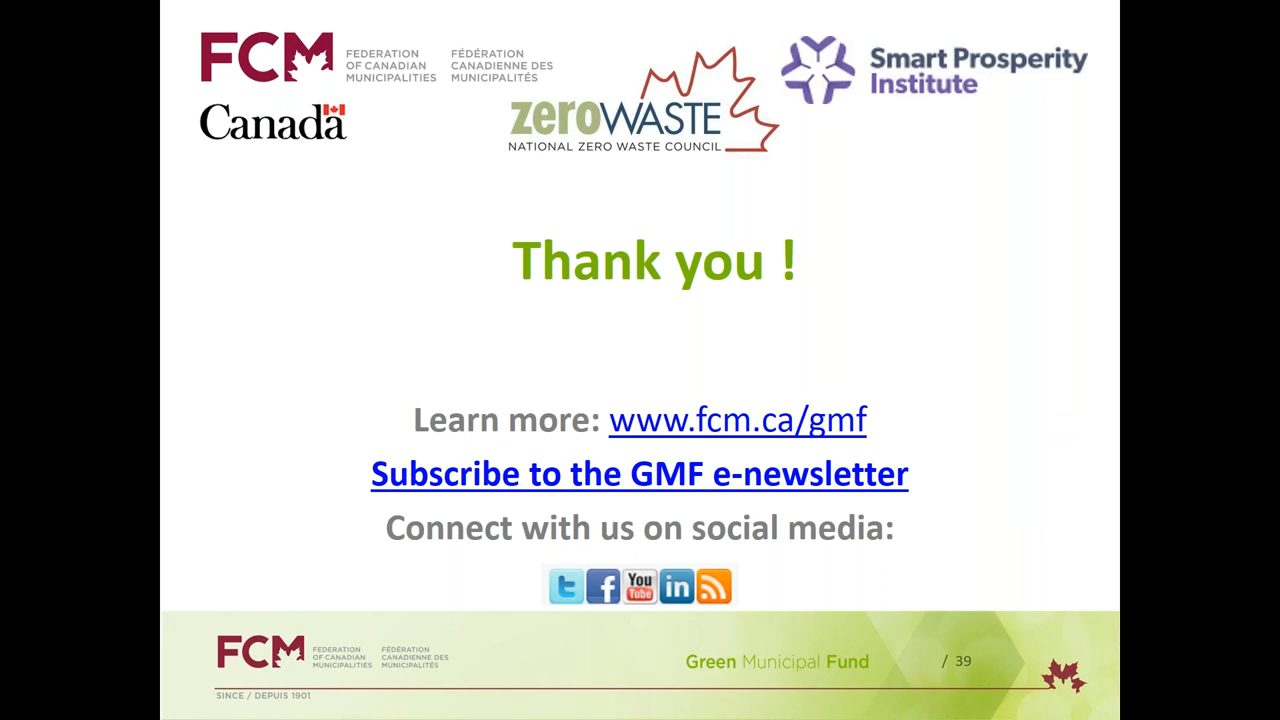 FCM
FEDERATION
OF CANADIAN
MUNICIPALITIES
FÉDÉRATION
CANADIENNE DES
MUNICIPALITÉS
Canada
zeroWASTE
NATIONAL ZERO WASTE COUNCIL
Smart Prosperity
Institute
Thank you !
Learn more: www.fcm.ca/gmf
Subscribe to the GMF e-newsletter
Connect with us on social media:
You
Tube
in
FCM
FEDERATION
OF CANADIAN
MUNICIPALITIES
FÉDÉRATION
CANADIENNE DES
MUNICIPALITÉS
SINCE / DEPUIS 1901
Green Municipal Fund
/ 39